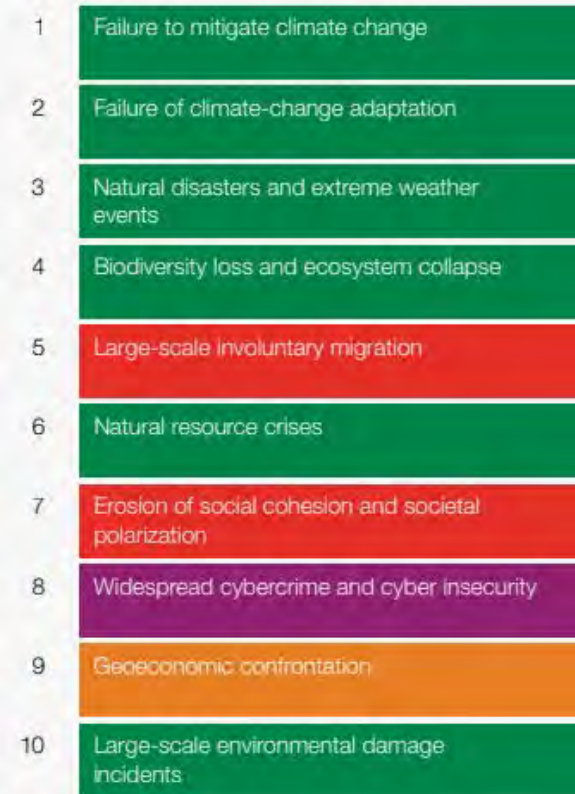 1 Failure to mitigate climate change
2 Failure of climate-change adaptation
3 Natural disasters and extreme weather
events
4 Biodiversity loss and ecosystem collapse
5 Large-scale involuntary migration
6 Natural resource crises
7 Erosion of social cohesion and societal
polarization
8 Widespread cybercrime and cyber insecurity
9 Geoeconomic confrontation
10 Large-scale environmental damage
incidents